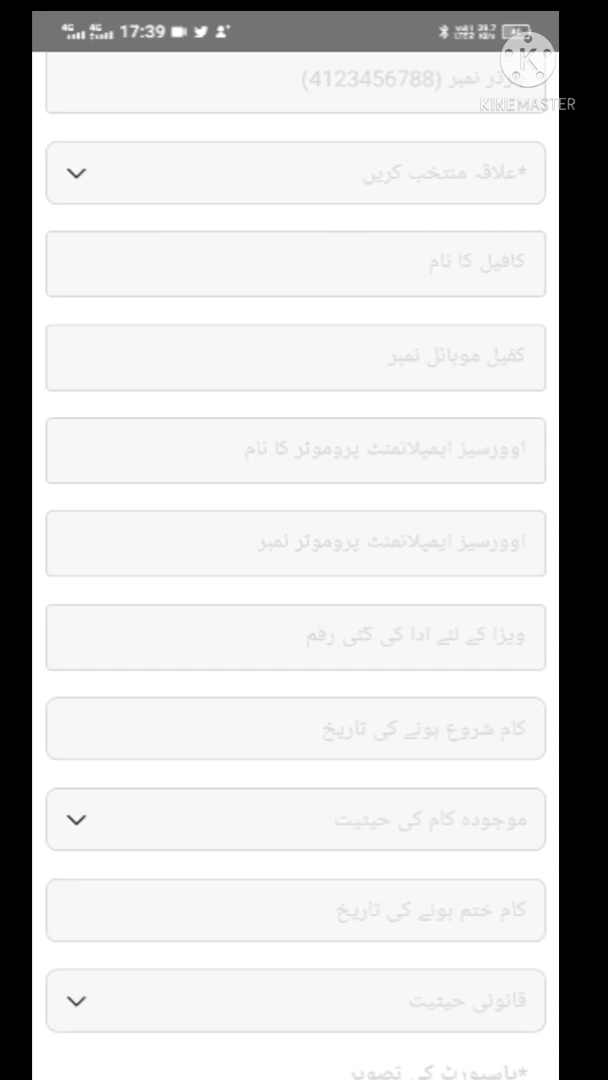 17:39
نمبر (4123456788)
KINEMASTER
*علاقہ منتخب کریں
کافیل کا نام
کفیل موبائل نمبر
اوورسیز ایمپلائمنٹ پروموٹر کا نام
اوورسیز ایمپلائمنٹ پروموٹر نمبر
ویزا کے لئے ادا کی گئی رقم
کام شروع ہونے کی تاریخ
موجودہ کام کی حیثیت
کام ختم ہونے کی تاریخ
قانونی حیثیت
*پاسپورٹ کی تصویر